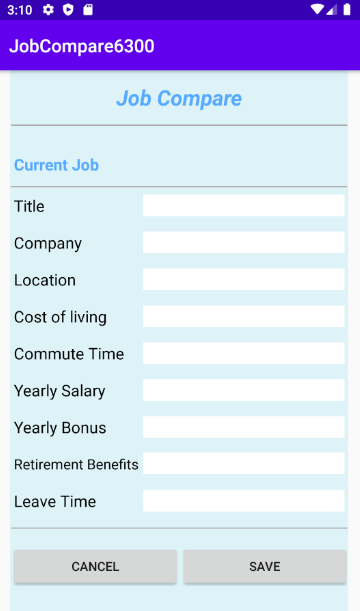 3:10
JobCompare6300
Job Compare
Current Job
Title
Company
Location
Cost of living
Commute Time
Yearly Salary
Yearly Bonus
Retirement Benefits
Leave Time
CANCEL SAVE